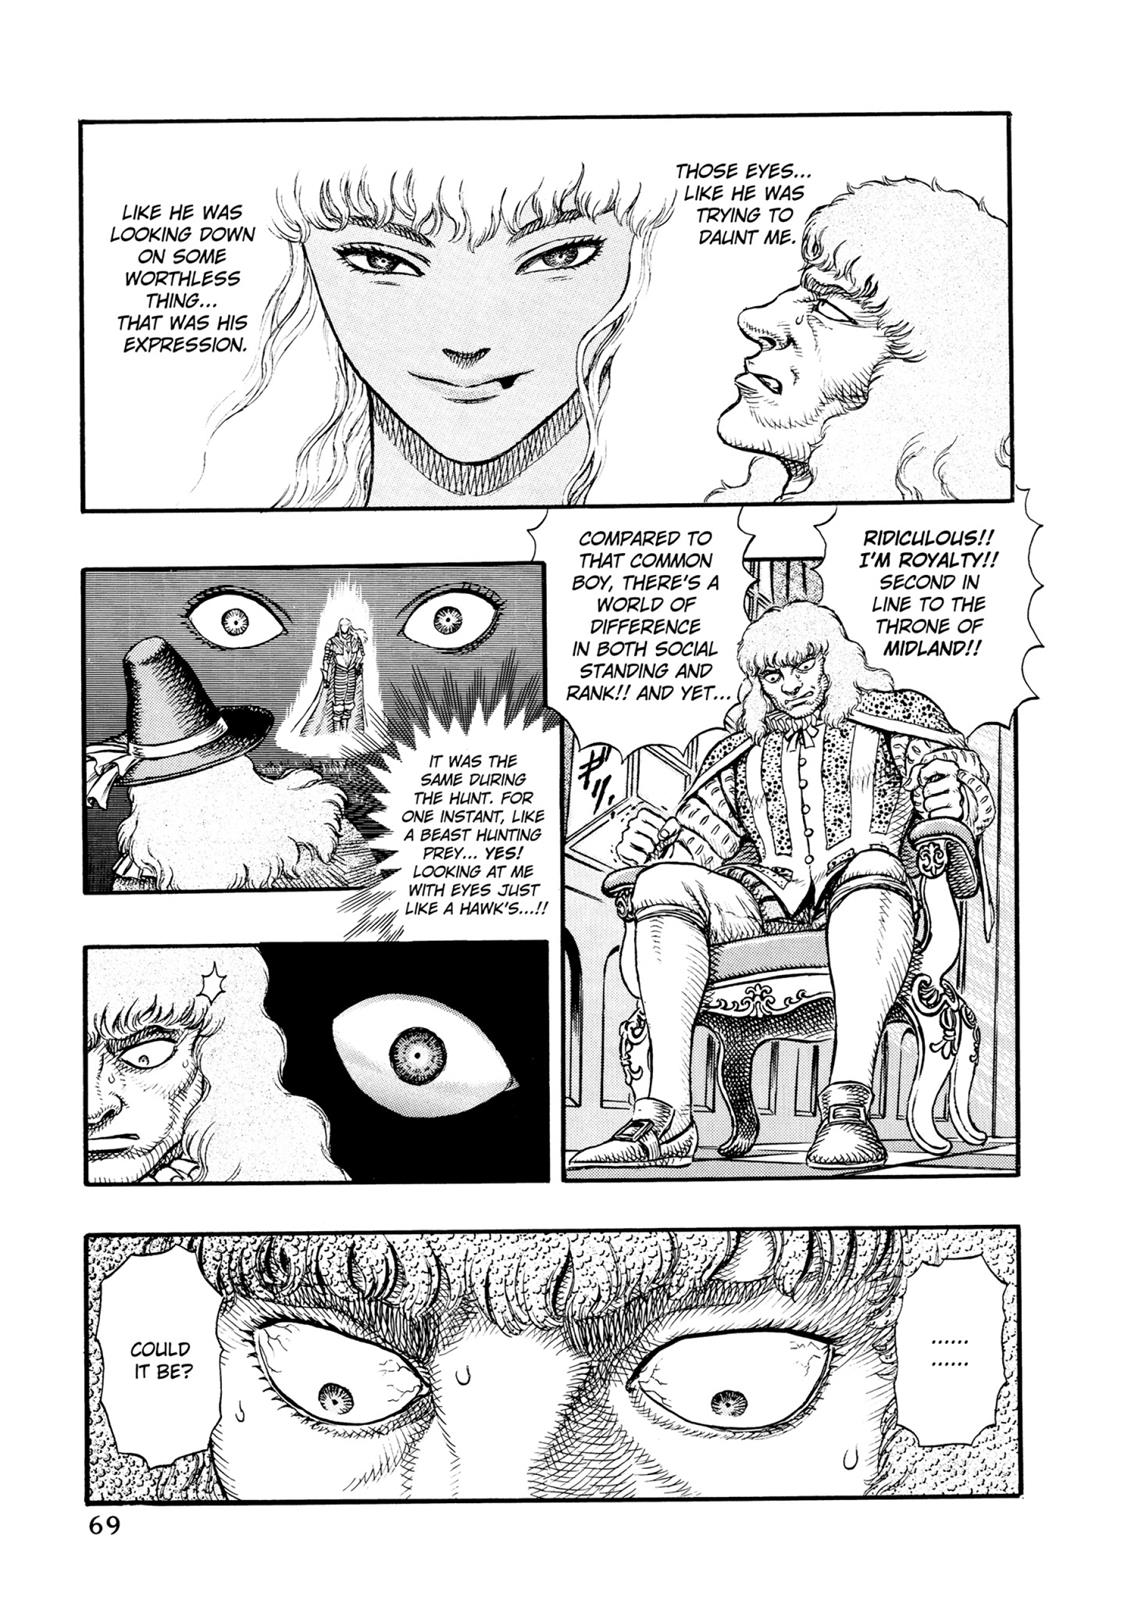 THOSE EYES...
LIKE HE WAS
TRYING TO
DAUNT ME.
LIKE HE WAS
LOOKING DOWN
ON SOME
WORTHLESS
THING...
THAT WAS HIS
EXPRESSION.
RIDICULOUS!!
I'M ROYALTY!!
SECOND IN
LINE TO THE
THRONE OF
MIDLAND!!
COMPARED TO
THAT COMMON
BOY, THERE'S A
WORLD OF
DIFFERENCE
IN BOTH SOCIAL
STANDING AND
RANK!! AND YET...
ギリ
IT WAS THE
SAME DURING
THE HUNT. FOR
ONE INSTANT, LIKE
A BEAST HUNTING
PREY... YES!
LOOKING AT ME
WITH EYES JUST
LIKE A HAWK'S...!!
......
......
COULD
IT BE?
69